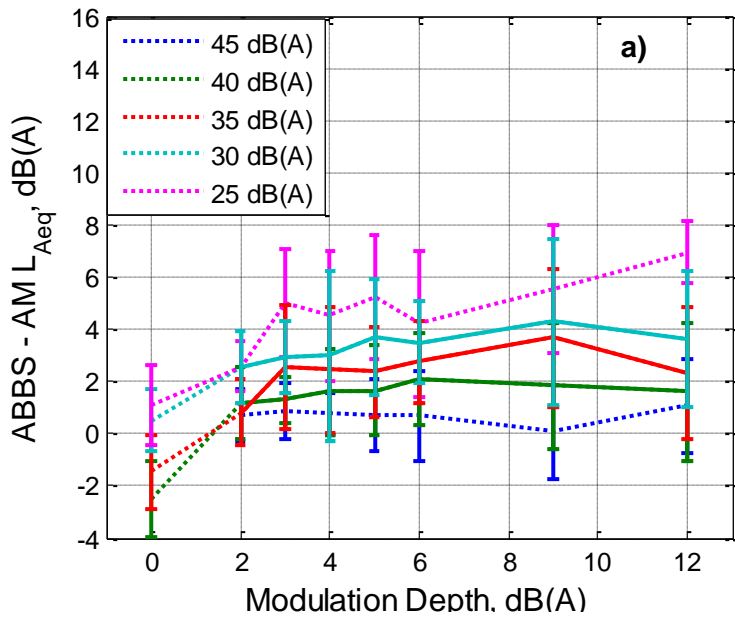 a)
45 dB(A)
40 dB(A)
35 dB(A)
30 dB(A)
25 dB(A)
16
14
12
10
8
6
4
2
0
-2
-4
ABBS - AM L_Aeq, dB(A)
0 2 4 6 8 10 12
Modulation Depth, dB(A)